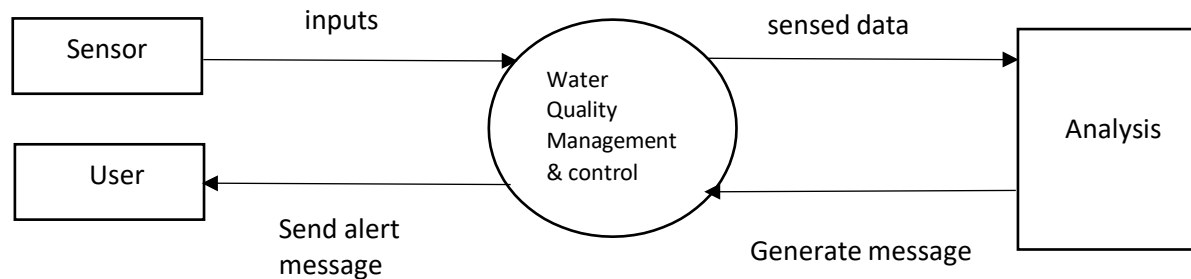 inputs
sensed data
Sensor
Water
Quality
Management
& control
Analysis
User
Send alert
message
Generate message